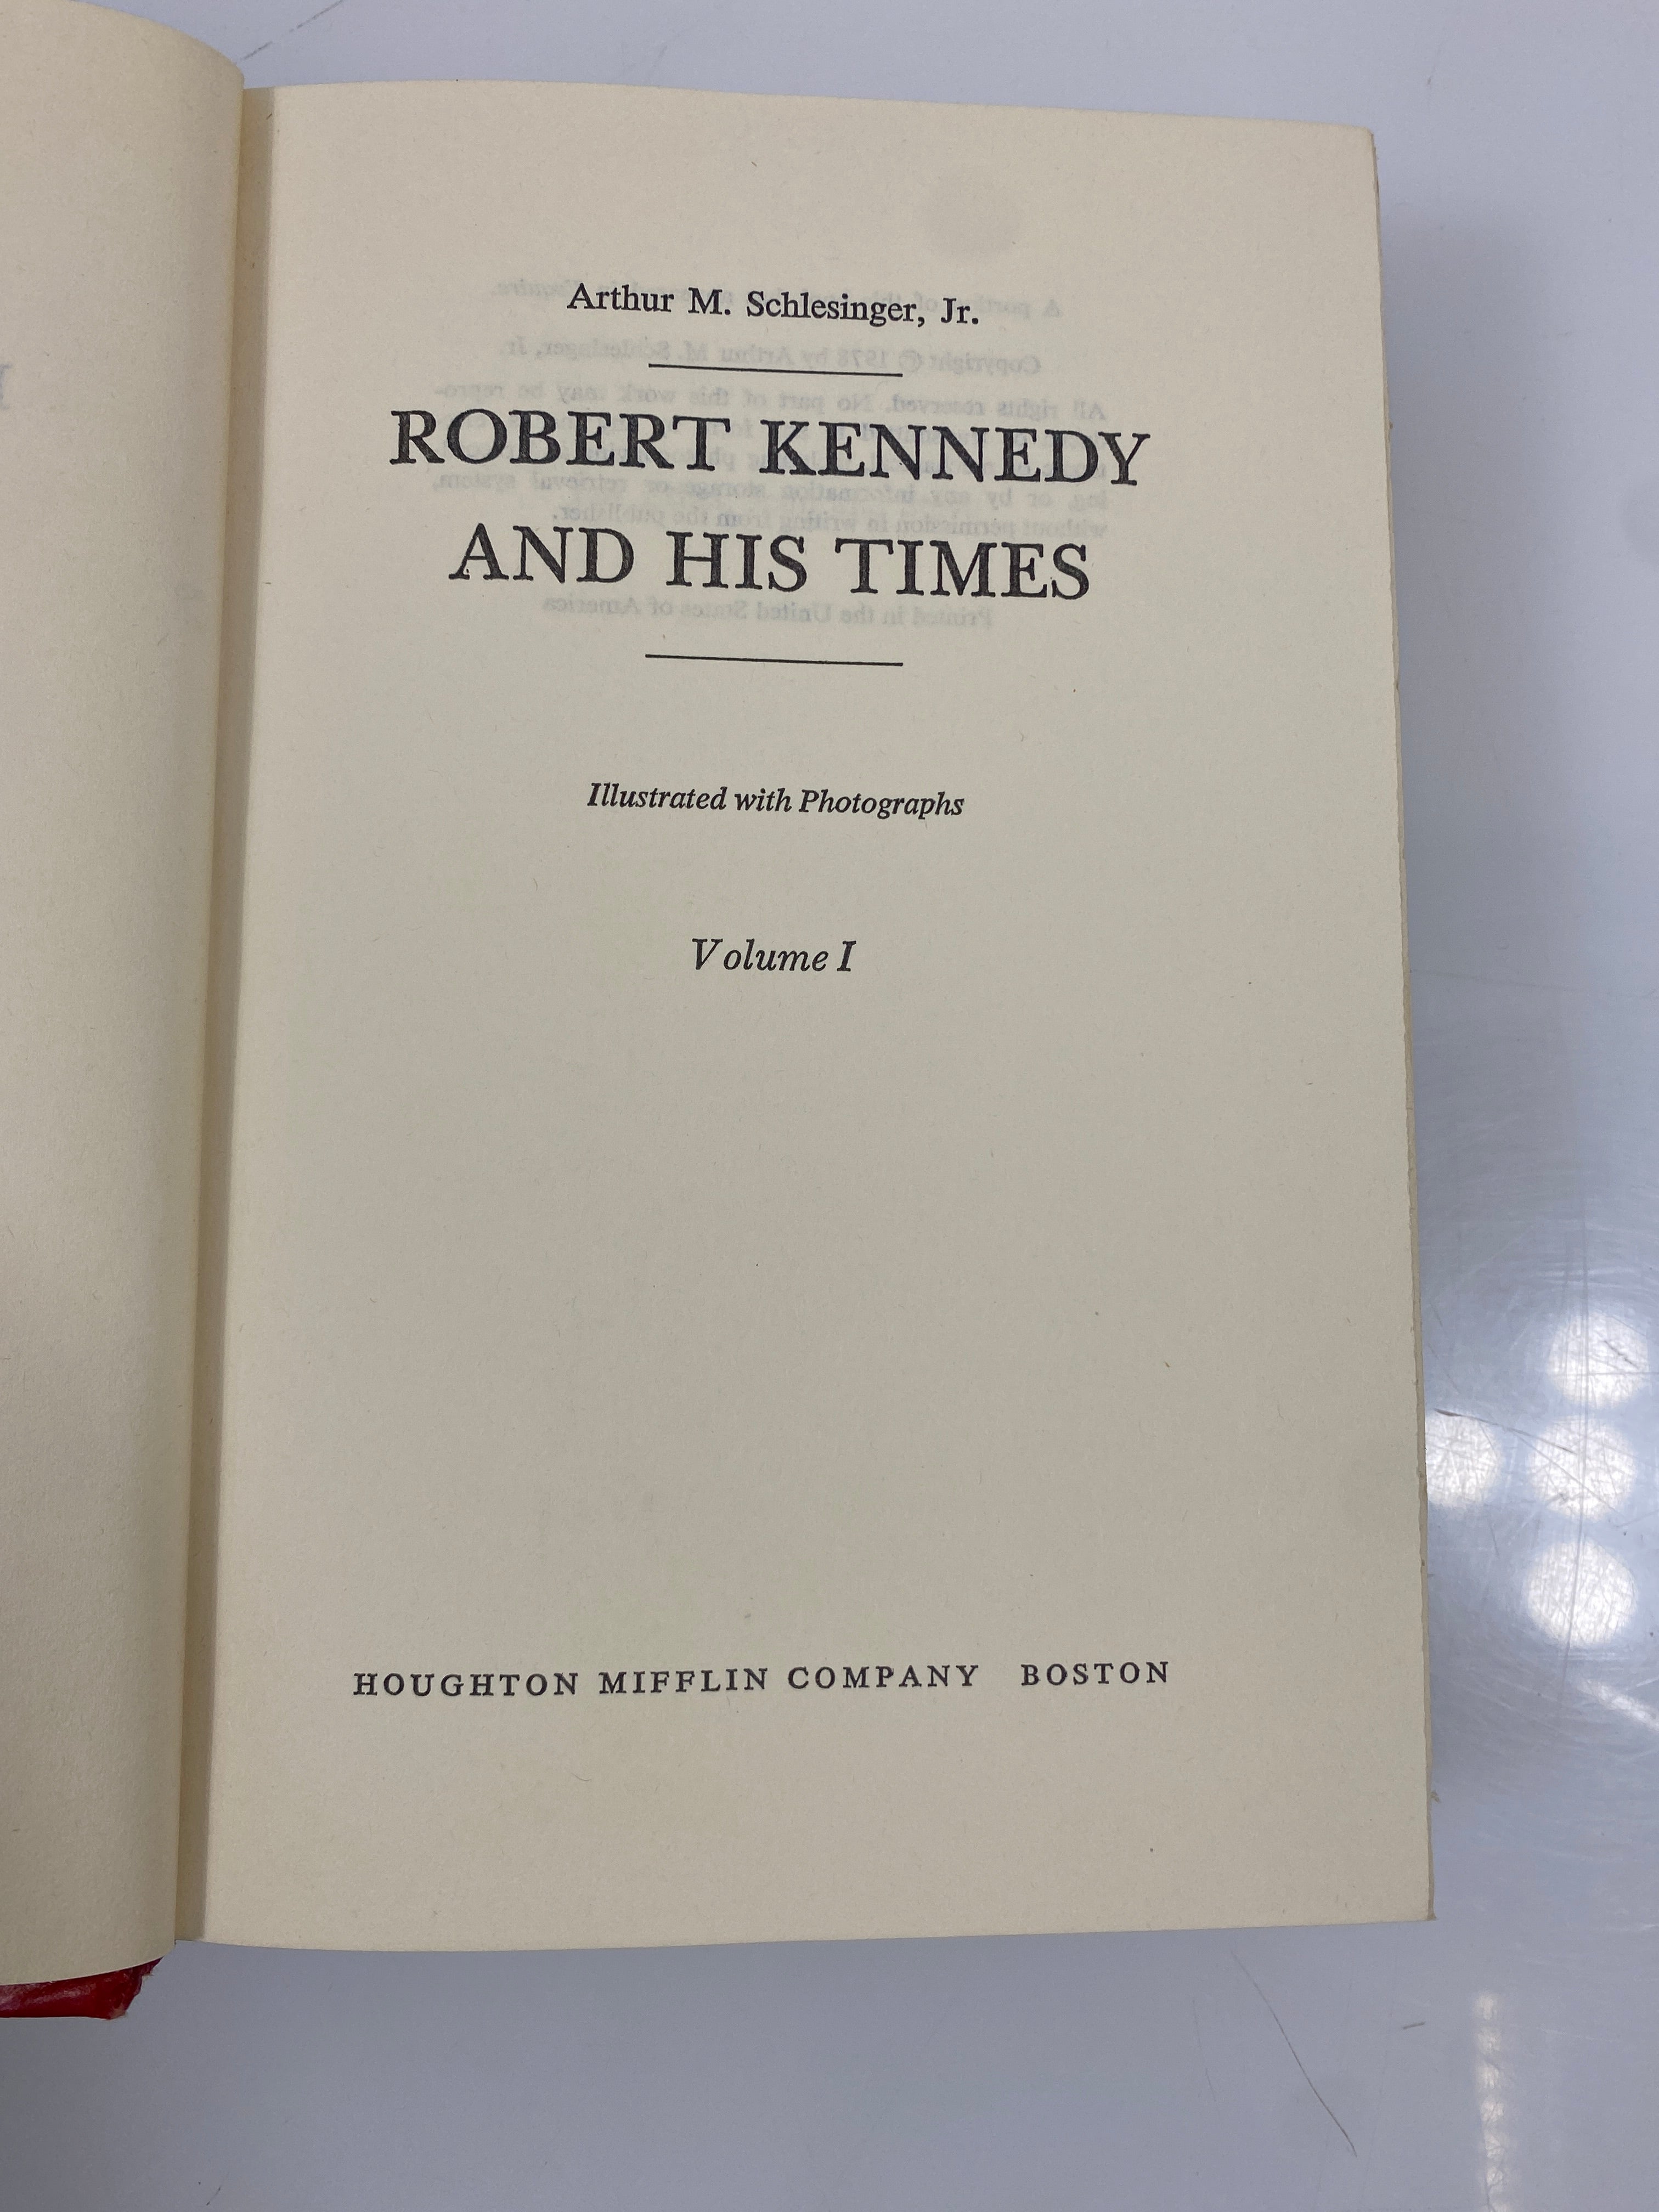 Arthur M. Schlesinger, Jr.
ROBERT KENNEDY
AND HIS TIMES
Illustrated with Photographs
Volume I
HOUGHTON MIFFLIN COMPANY BOSTON